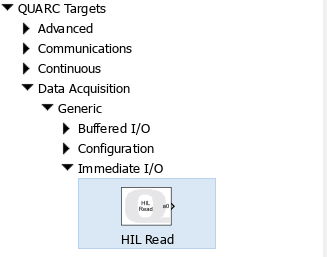 QUARC Targets
Advanced
Communications
Continuous
Data Acquisition
Generic
Buffered I/O
Configuration
Immediate I/O
HIL
Read
a0
HIL Read